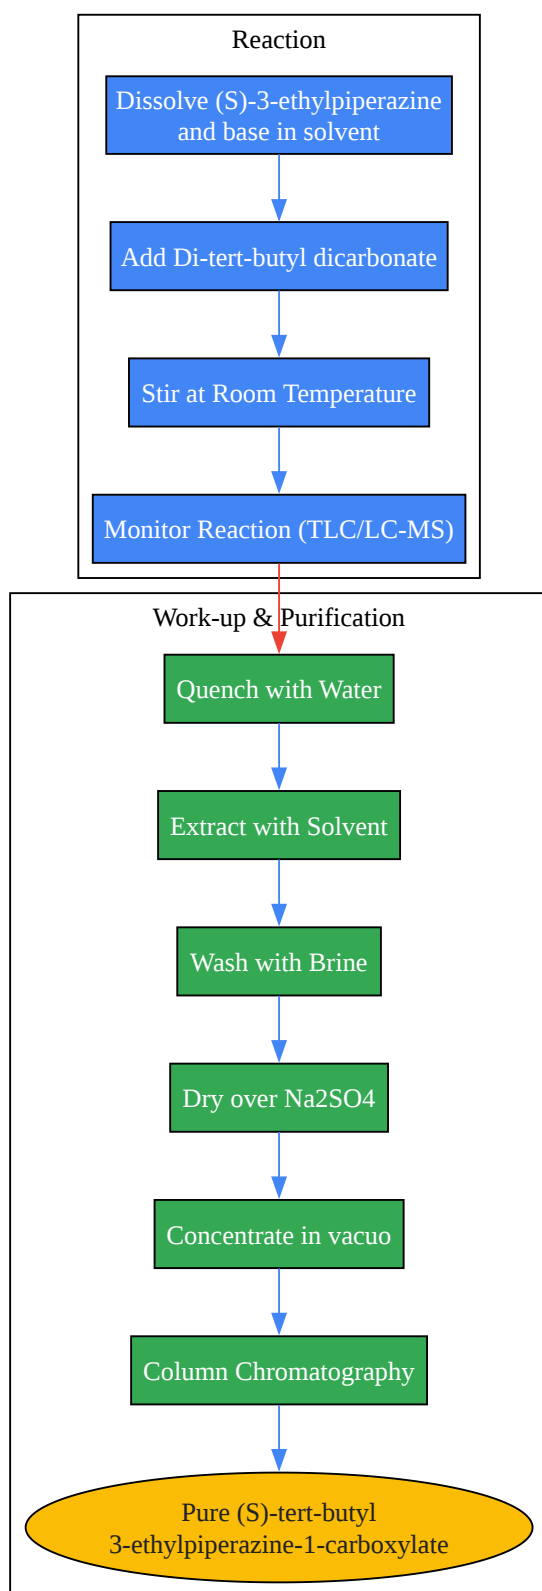 Reaction
Dissolve (S)-3-ethylpiperazine
and base in solvent
Add Di-tert-butyl dicarbonate
Stir at Room Temperature
Monitor Reaction (TLC/LC-MS)
Work-up & Purification
Quench with Water
Extract with Solvent
Wash with Brine
Dry over Na2SO4
Concentrate in vacuo
Column Chromatography
Pure (S)-tert-butyl
3-ethylpiperazine-1-carboxylate